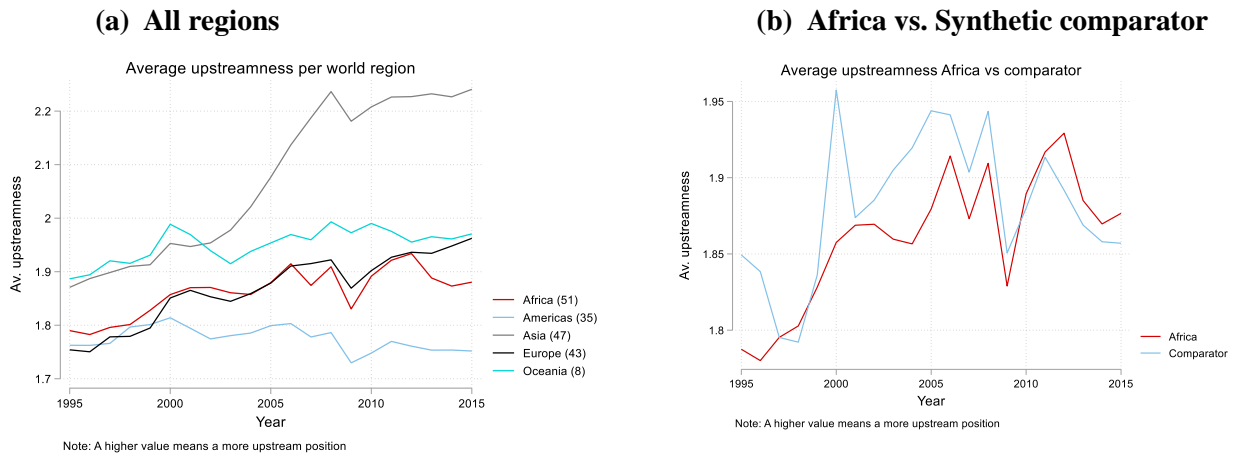 (a) All regions
Average upstreamness per world region
Av. upstreamness
2.2
2.1
2
1.9
1.8
1.7
1995
2000
2005
2010
2015
Year
Africa (51)
Americas (35)
Asia (47)
Europe (43)
Oceania (8)
Note: A higher value means a more upstream position
(b) Africa vs. Synthetic comparator
Average upstreamness Africa vs comparator
Av. upstreamness
1.95
1.9
1.85
1.8
1995
2000
2005
2010
2015
Year
Africa
Comparator
Note: A higher value means a more upstream position